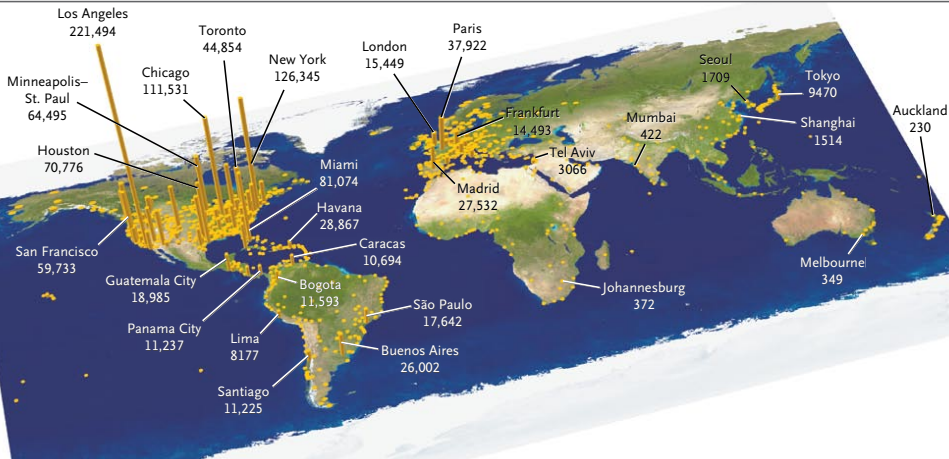 Los Angeles
221,494
Toronto
44,854
Paris
37,922
London
15,449
New York
126,345
Chicago
111,531
Minneapolis–
St. Paul
64,495
Houston
70,776
Miami
81,074
Havana
28,867
Caracas
10,694
San Francisco
59,733
Guatemala City
18,985
Panama City
11,237
Bogota
11,593
Lima
8177
Santiago
11,225
São Paulo
17,642
Buenos Aires
26,002
Frankfurt
14,493
Madrid
27,532
Tel Aviv
3066
Mumbai
422
Seoul
1709
Tokyo
9470
Shanghai
1514
Auckland
230
Johannesburg
372
Melbourne
349